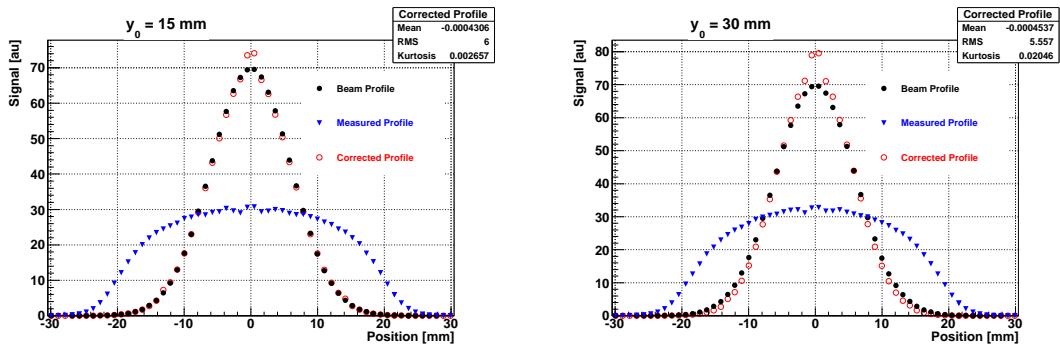 y0 = 15 mm
Corrected Profile
Mean -0.0004306
RMS 6
Kurtosis 0.002657
Signal [au]
70
60
50
40
30
20
10
0
Beam Profile
Measured Profile
Corrected Profile
-30 -20 -10 0 10 20 30
Position [mm]
y0 = 30 mm
Corrected Profile
Mean -0.0004537
RMS 5.557
Kurtosis 0.02046
Signal [au]
80
70
60
50
40
30
20
10
0
Beam Profile
Measured Profile
Corrected Profile
-30 -20 -10 0 10 20 30
Position [mm]